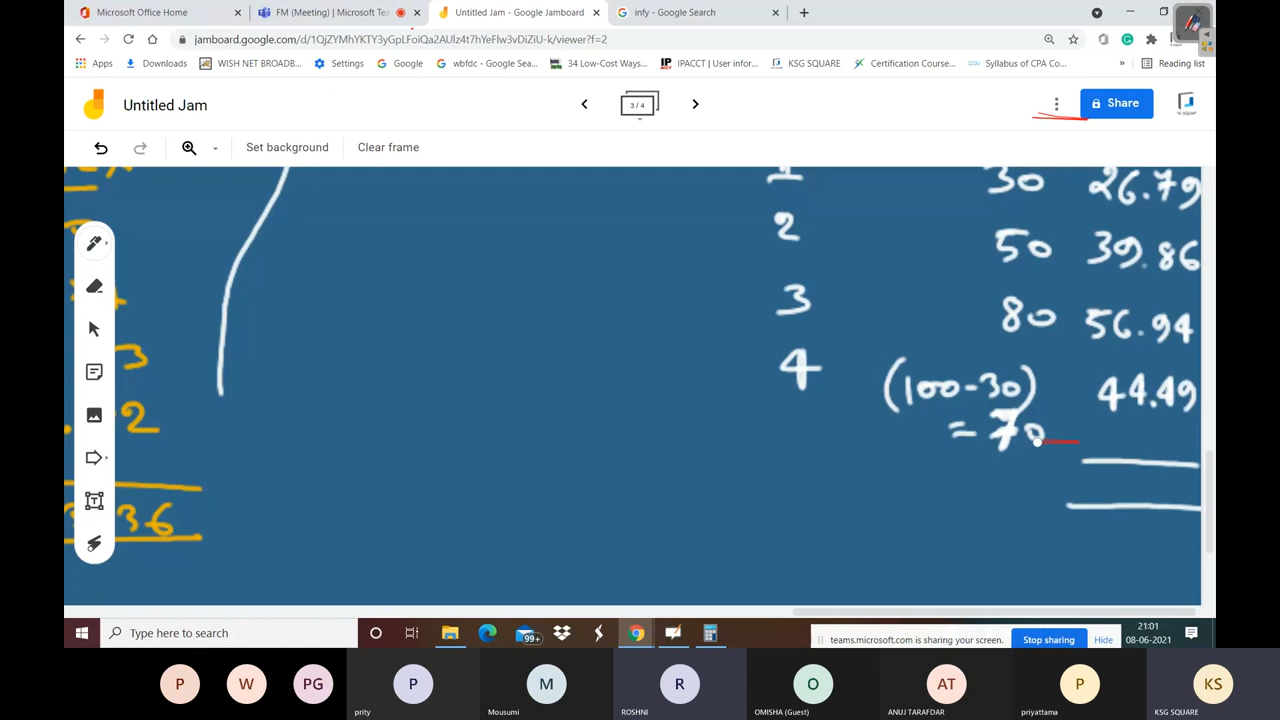 Microsoft Office Home
FM (Meeting) | Microsoft Tea
Untitled Jam - Google Jamboard
infy - Google Search
jamboard.google.com/d/1QjZYMhYKTY3yGpLFoiQa2AUlz4t7hYeFlw3vDiZiU-k/viewer?f=2
Apps
Downloads
WISH NET BROADB...
Settings
Google
wbfdc - Google Sea...
34 Low-Cost Ways...
IPACCT | User infor...
KSG SQUARE
Certification Course...
Syllabus of CPA Co...
»
Reading list
Untitled Jam
3 / 4
Share
Set background
Clear frame
1 30 26.79
2 50 39.86
3 80 56.94
4 (100-30) 44.49
= 70
3
2
36
Type here to search
99+
teams.microsoft.com is sharing your screen.
Stop sharing
Hide
21:01
08-06-2021
P
W
PG
P
prity
M
Mousumi
R
ROSHNI
O
OMISHA (Guest)
AT
ANUJ TARAFDAR
P
priyattama
KS
KSG SQUARE